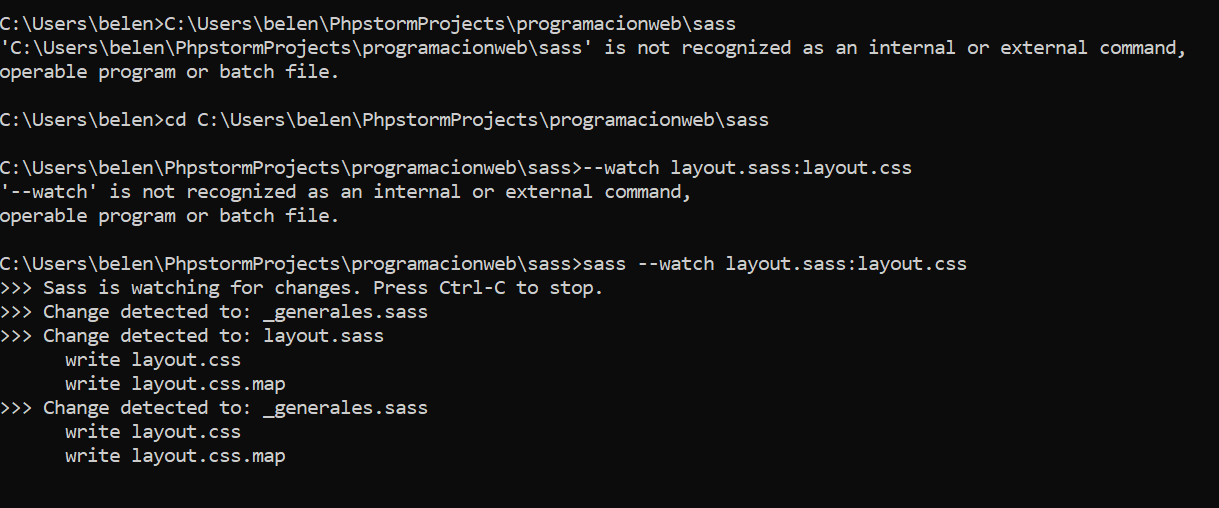 C:\Users\belen>C:\Users\belen\PhpstormProjects\programacionweb\sass
'C:\Users\belen\PhpstormProjects\programacionweb\sass' is not recognized as an internal or external command,
operable program or batch file.
C:\Users\belen>cd C:\Users\belen\PhpstormProjects\programacionweb\sass
C:\Users\belen\PhpstormProjects\programacionweb\sass>--watch layout.sass:layout.css
'--watch' is not recognized as an internal or external command,
operable program or batch file.
C:\Users\belen\PhpstormProjects\programacionweb\sass>sass --watch layout.sass:layout.css
>>> Sass is watching for changes. Press Ctrl-C to stop.
>>> Change detected to: _generales.sass
>>> Change detected to: layout.sass
write layout.css
write layout.css.map
>>> Change detected to: _generales.sass
write layout.css
write layout.css.map